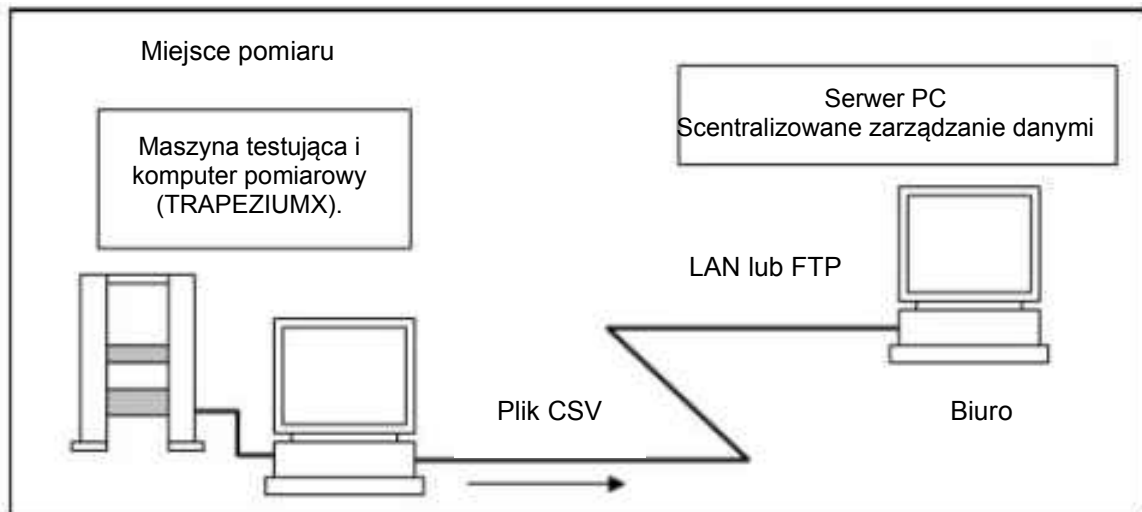 Miejsce pomiaru
Maszyna testująca i
komputer pomiarowy
(TRAPEZIUMX).
Serwer PC
Scentralizowane zarządzanie danymi
LAN lub FTP
Plik CSV
Biuro